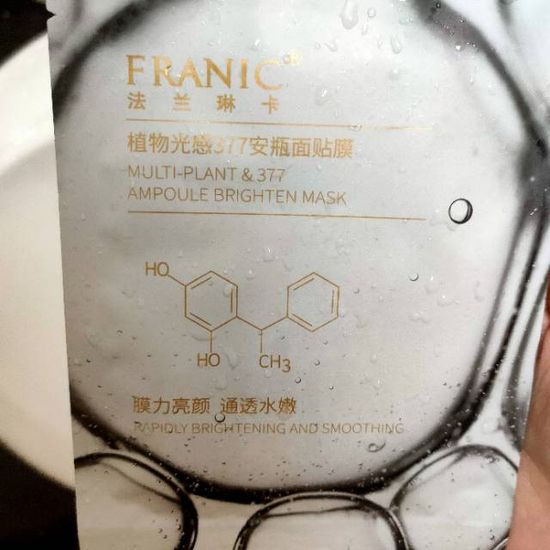 FRANIC®
法兰琳卡
植物光感377安瓶面贴膜
MULTI-PLANT & 377
AMPOULE BRIGHTEN MASK
HO
HO
CH3
膜力亮颜 通透水嫩
RAPIDLY BRIGHTENING AND SMOOTHING